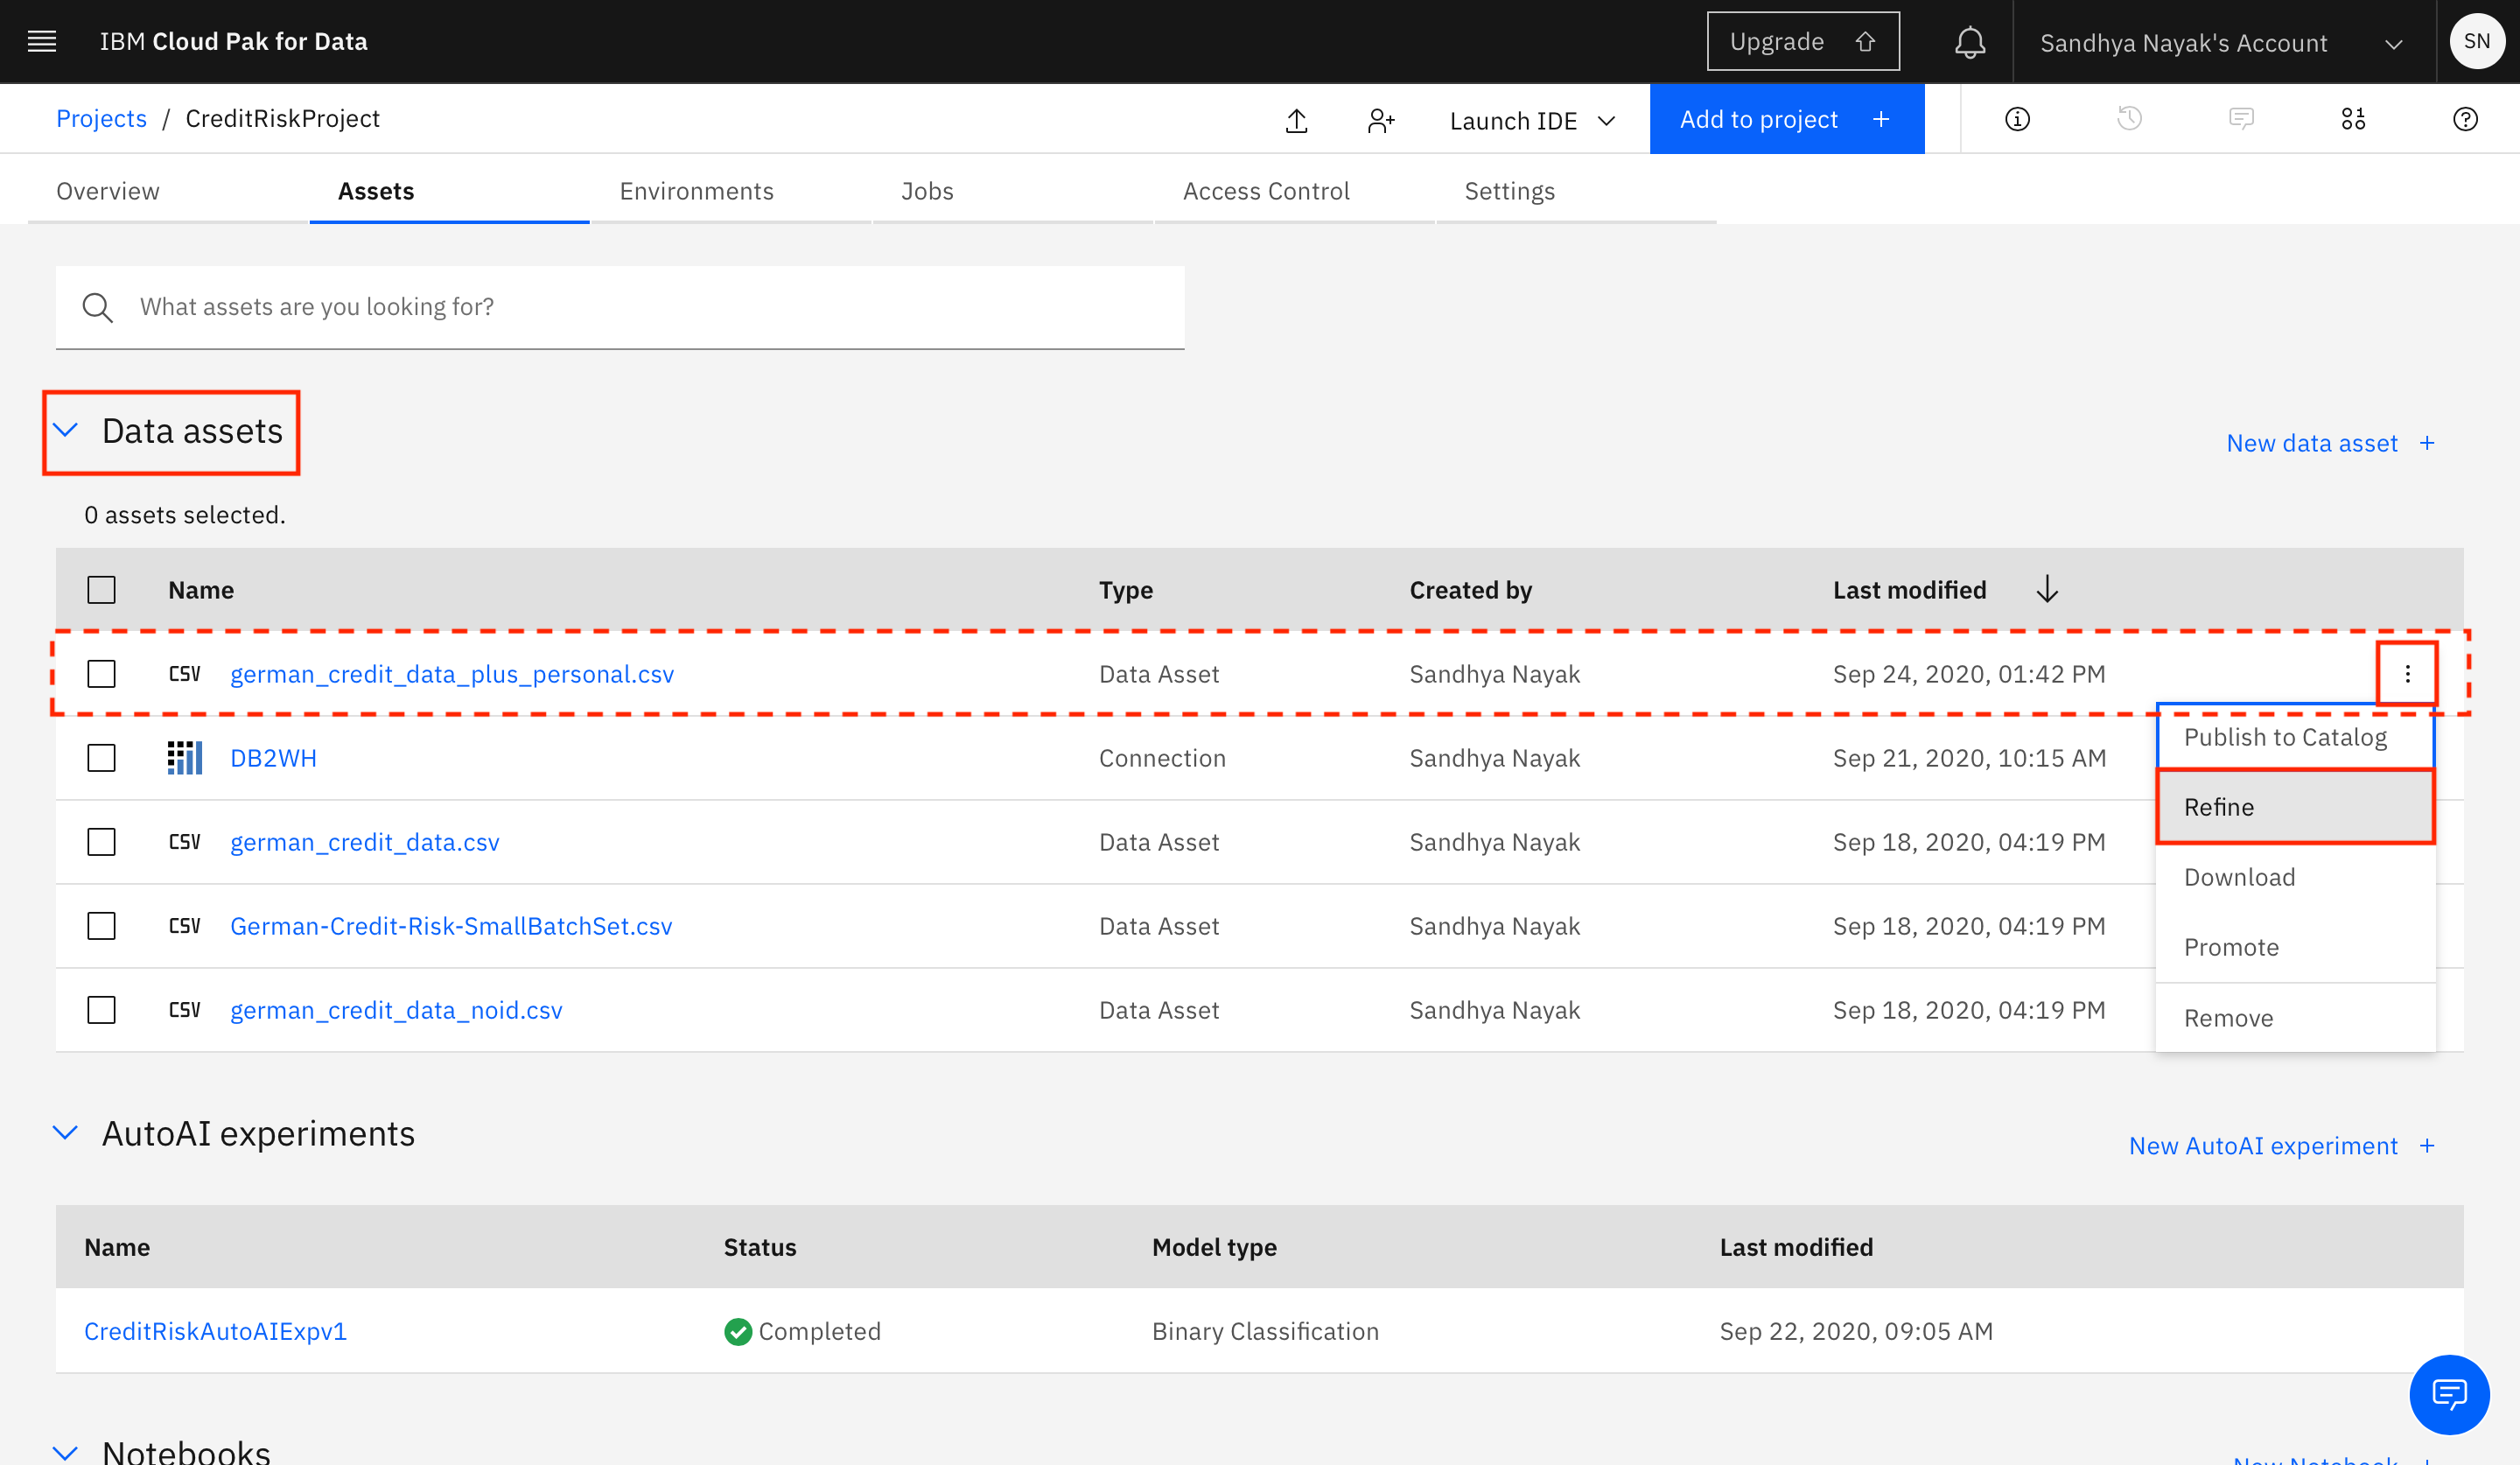 IBM Cloud Pak for Data
Upgrade
Sandhya Nayak's Account
SN
Projects / CreditRiskProject
Launch IDE
Add to project +
Overview
Assets
Environments
Jobs
Access Control
Settings
What assets are you looking for?
Data assets
New data asset +
0 assets selected.
Name Type Created by Last modified
CSV german_credit_data_plus_personal.csv Data Asset Sandhya Nayak Sep 24, 2020, 01:42 PM
DB2WH Connection Sandhya Nayak Sep 21, 2020, 10:15 AM
CSV german_credit_data.csv Data Asset Sandhya Nayak Sep 18, 2020, 04:19 PM
CSV German-Credit-Risk-SmallBatchSet.csv Data Asset Sandhya Nayak Sep 18, 2020, 04:19 PM
CSV german_credit_data_noid.csv Data Asset Sandhya Nayak Sep 18, 2020, 04:19 PM
Publish to Catalog
Refine
Download
Promote
Remove
AutoAI experiments
New AutoAI experiment +
Name Status Model type Last modified
CreditRiskAutoAIExpv1 Completed Binary Classification Sep 22, 2020, 09:05 AM
Notebooks
New Notebook +